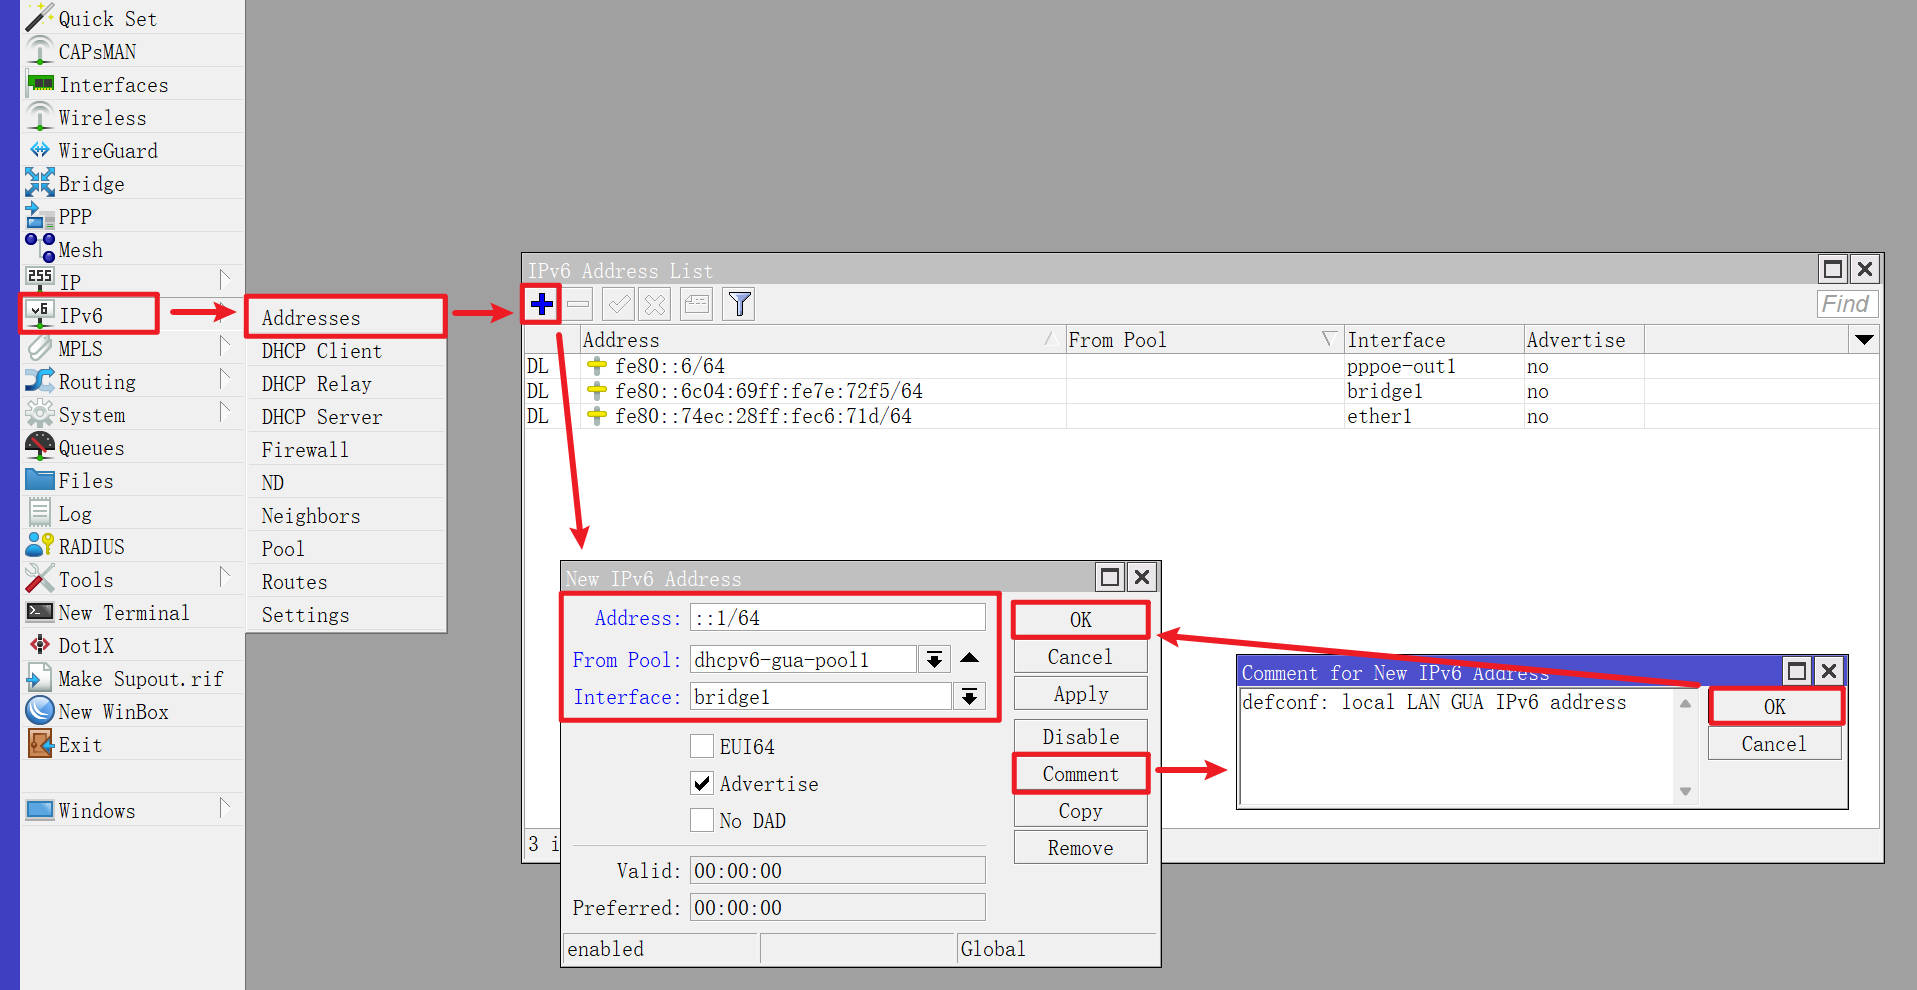 Quick Set
CAPsMAN
Interfaces
Wireless
WireGuard
Bridge
PPP
Mesh
255 IP
v6 IPv6
MPLS
Routing
System
Queues
Files
Log
RADIUS
Tools
New Terminal
Dot1X
Make Supout.rif
New WinBox
Exit
Windows
Addresses
DHCP Client
DHCP Relay
DHCP Server
Firewall
ND
Neighbors
Pool
Routes
Settings
IPv6 Address List
Find
Address From Pool Interface Advertise
DL fe80::6/64 pppoe-out1 no
DL fe80::6c04:69ff:fe7e:72f5/64 bridge1 no
DL fe80::74ec:28ff:fec6:71d/64 ether1 no
3 i
New IPv6 Address
Address: ::1/64
From Pool: dhcpv6-gua-pool1
Interface: bridge1
EUI64
Advertise
No DAD
Valid: 00:00:00
Preferred: 00:00:00
enabled Global
OK
Cancel
Apply
Disable
Comment
Copy
Remove
Comment for New IPv6 Address
defconf: local LAN GUA IPv6 address
OK
Cancel